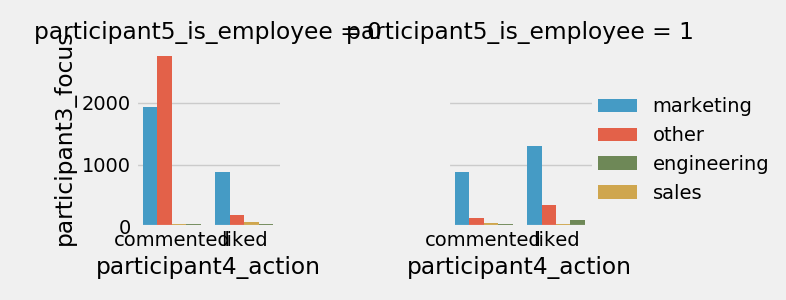 participant5_is_employee = 0
participant5_is_employee = 1
participant3_focus
2000
1000
0
commented
liked
commented
liked
participant4_action
participant4_action
marketing
other
engineering
sales